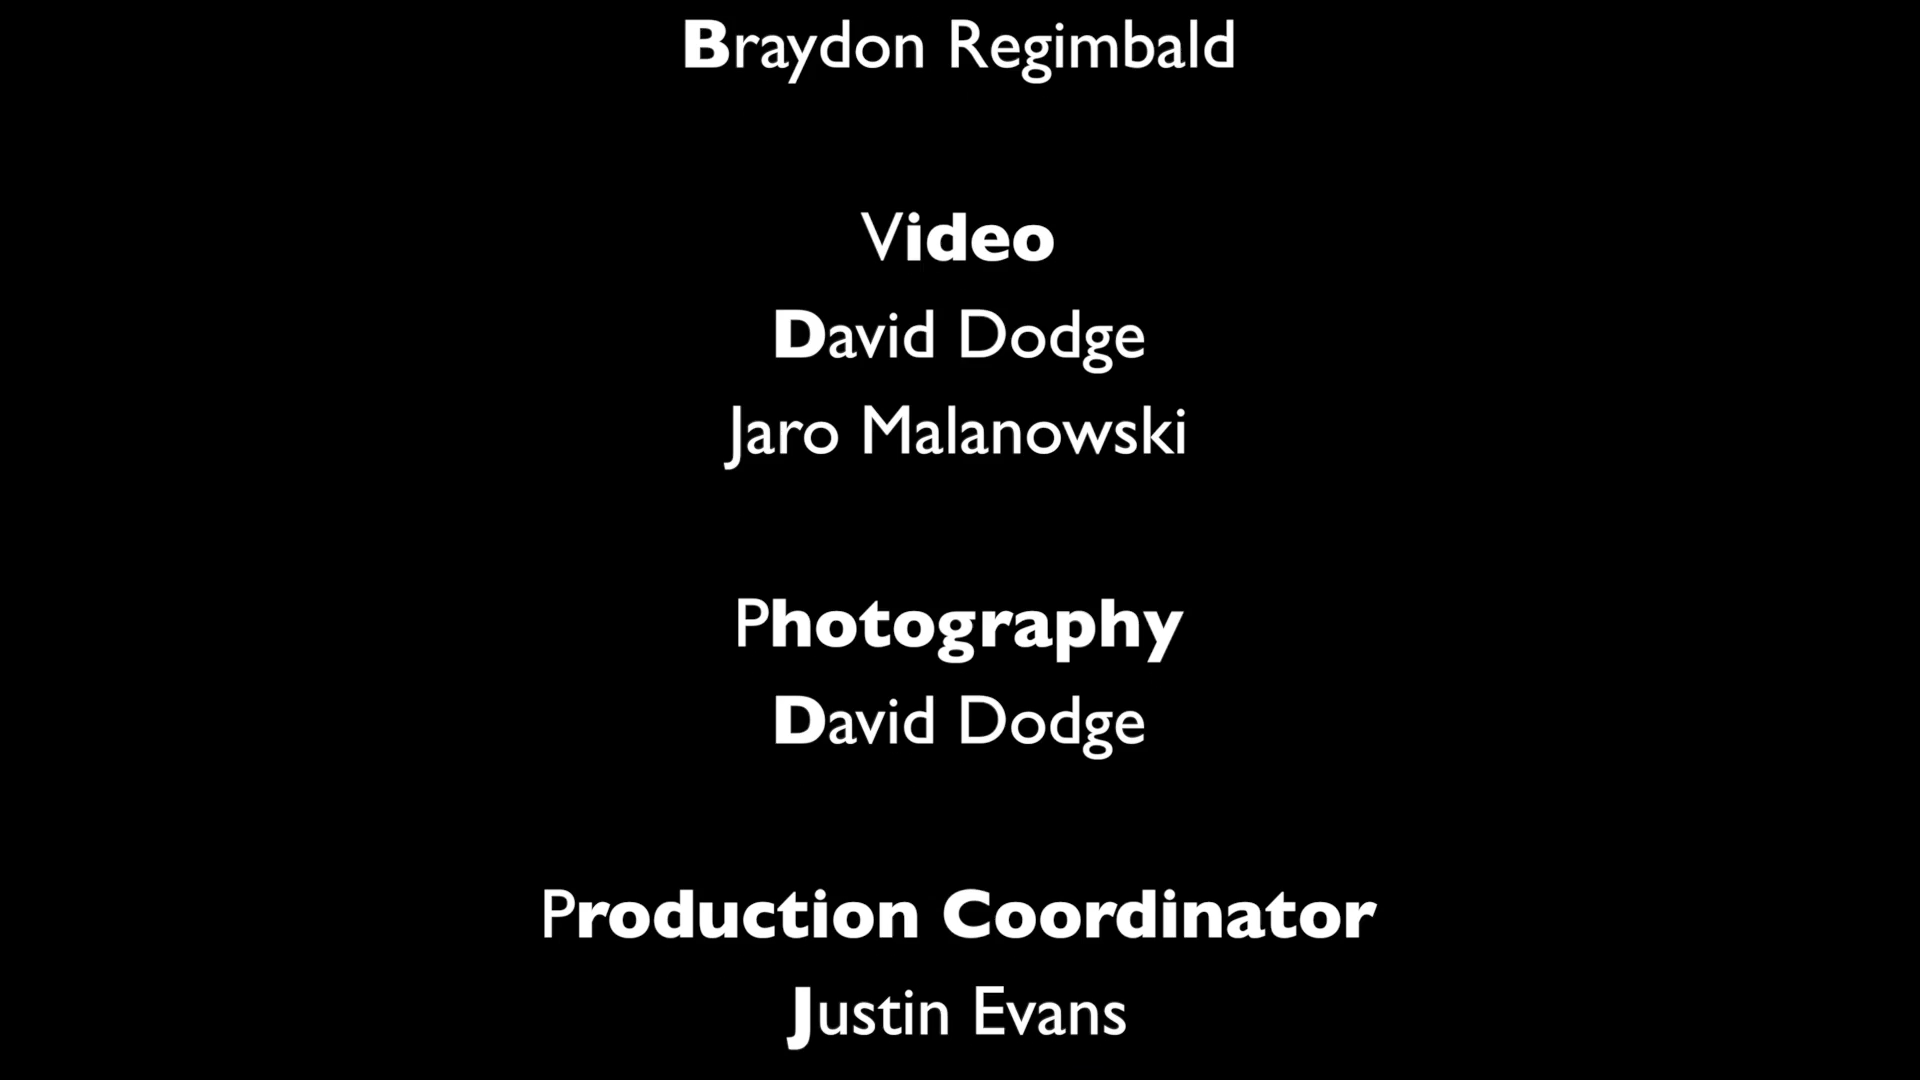 Braydon Regimbald
Video
David Dodge
Jaro Malanowski
Photography
David Dodge
Production Coordinator
Justin Evans